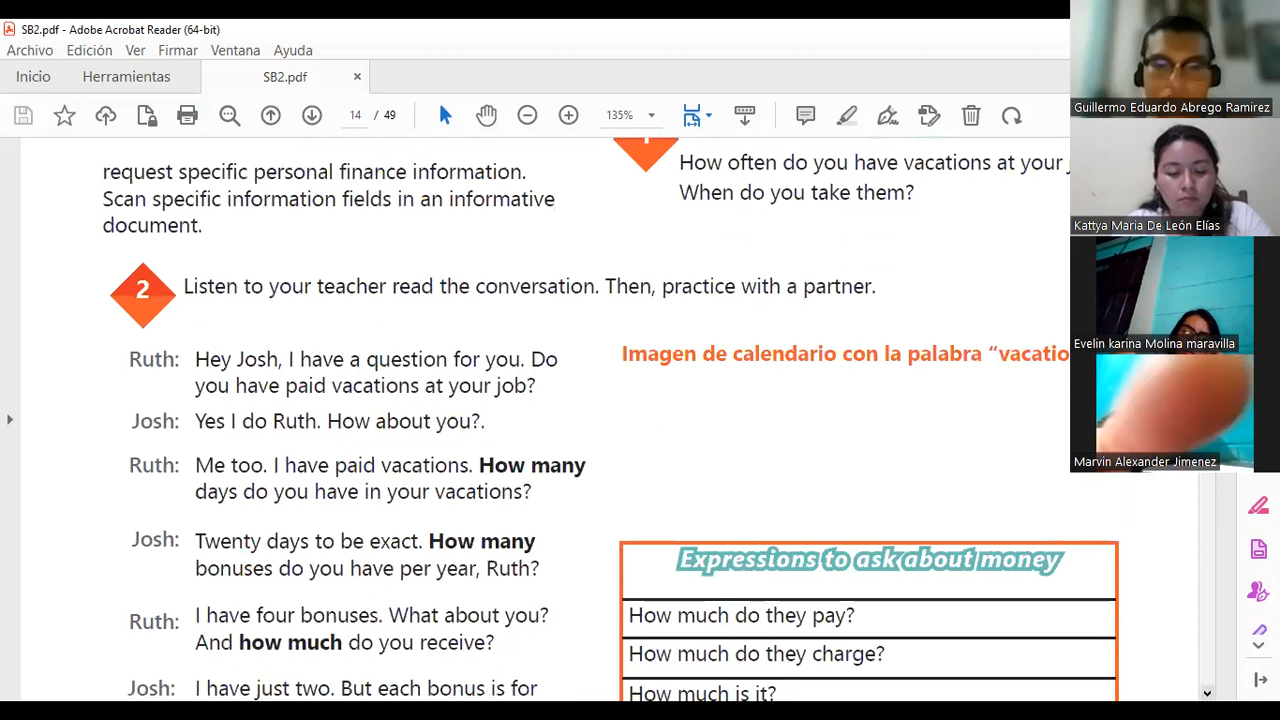 SB2.pdf - Adobe Acrobat Reader (64-bit)
Archivo Edición Ver Firmar Ventana Ayuda
Inicio Herramientas SB2.pdf ×
14 / 49 135%
request specific personal finance information.
Scan specific information fields in an informative
document.
How often do you have vacations at your
When do you take them?
2 Listen to your teacher read the conversation. Then, practice with a partner.
Ruth: Hey Josh, I have a question for you. Do
you have paid vacations at your job?
Josh: Yes I do Ruth. How about you?.
Ruth: Me too. I have paid vacations. How many
days do you have in your vacations?
Josh: Twenty days to be exact. How many
bonuses do you have per year, Ruth?
Ruth: I have four bonuses. What about you?
And how much do you receive?
Josh: I have just two. But each bonus is for
Imagen de calendario con la palabra “vacatio
Expressions to ask about money
How much do they pay?
How much do they charge?
How much is it?
Guillermo Eduardo Abrego Ramirez
Kattya Maria De León Elías
Evelin karina Molina maravilla
Marvin Alexander Jimenez